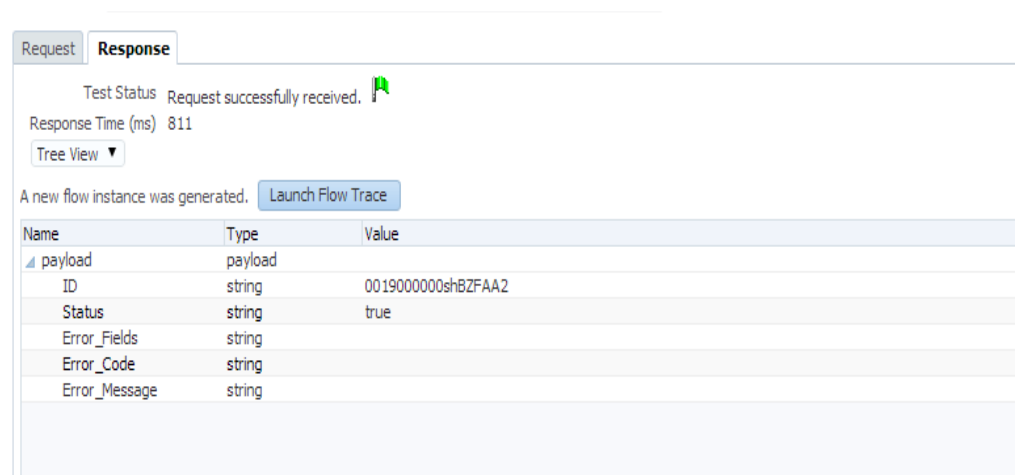 Request Response
Test Status Request successfully received.
Response Time (ms) 811
Tree View
A new flow instance was generated. Launch Flow Trace
Name Type Value
payload payload
ID string 0019000000shBZFAA2
Status string true
Error_Fields string
Error_Code string
Error_Message string